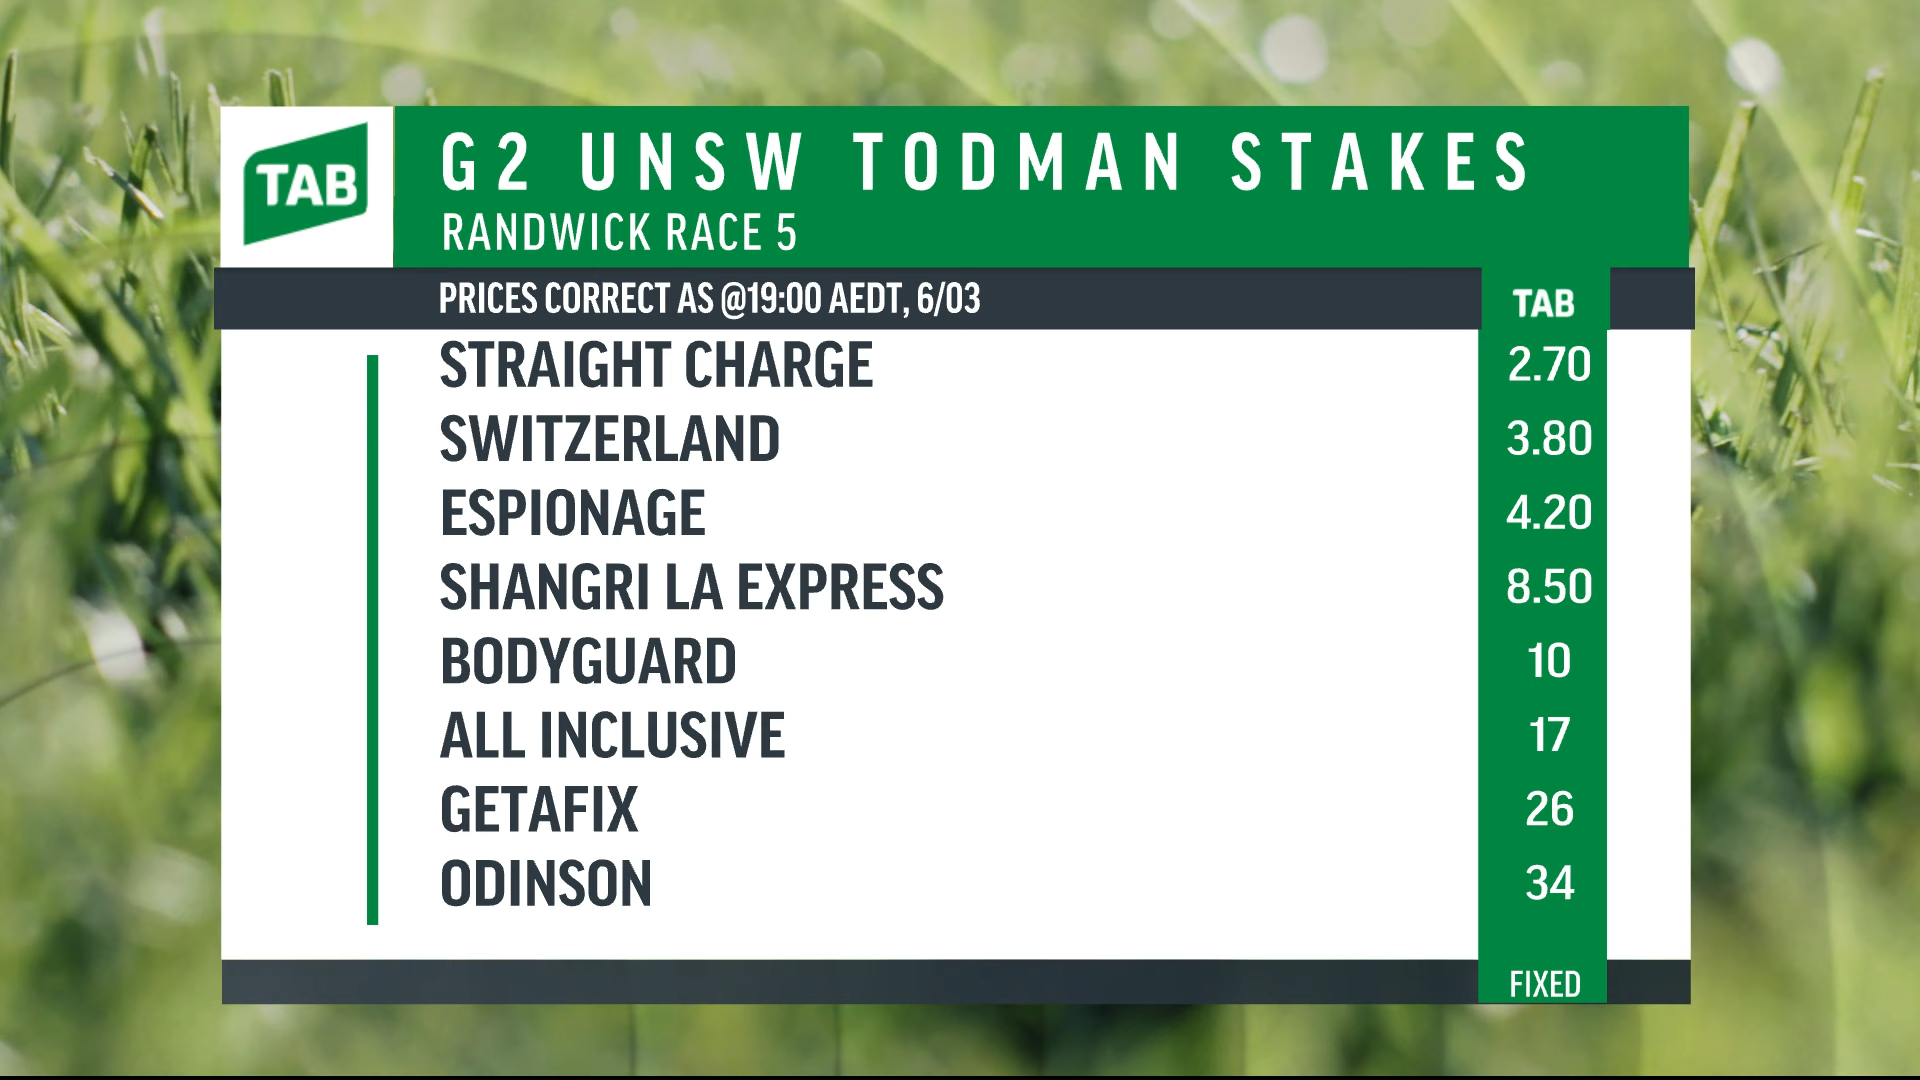 TAB
G2 UNSW TODMAN STAKES
RANDWICK RACE 5
PRICES CORRECT AS @19:00 AEDT, 6/03 TAB
STRAIGHT CHARGE 2.70
SWITZERLAND 3.80
ESPIONAGE 4.20
SHANGRI LA EXPRESS 8.50
BODYGUARD 10
ALL INCLUSIVE 17
GETAFIX 26
ODINSON 34
FIXED